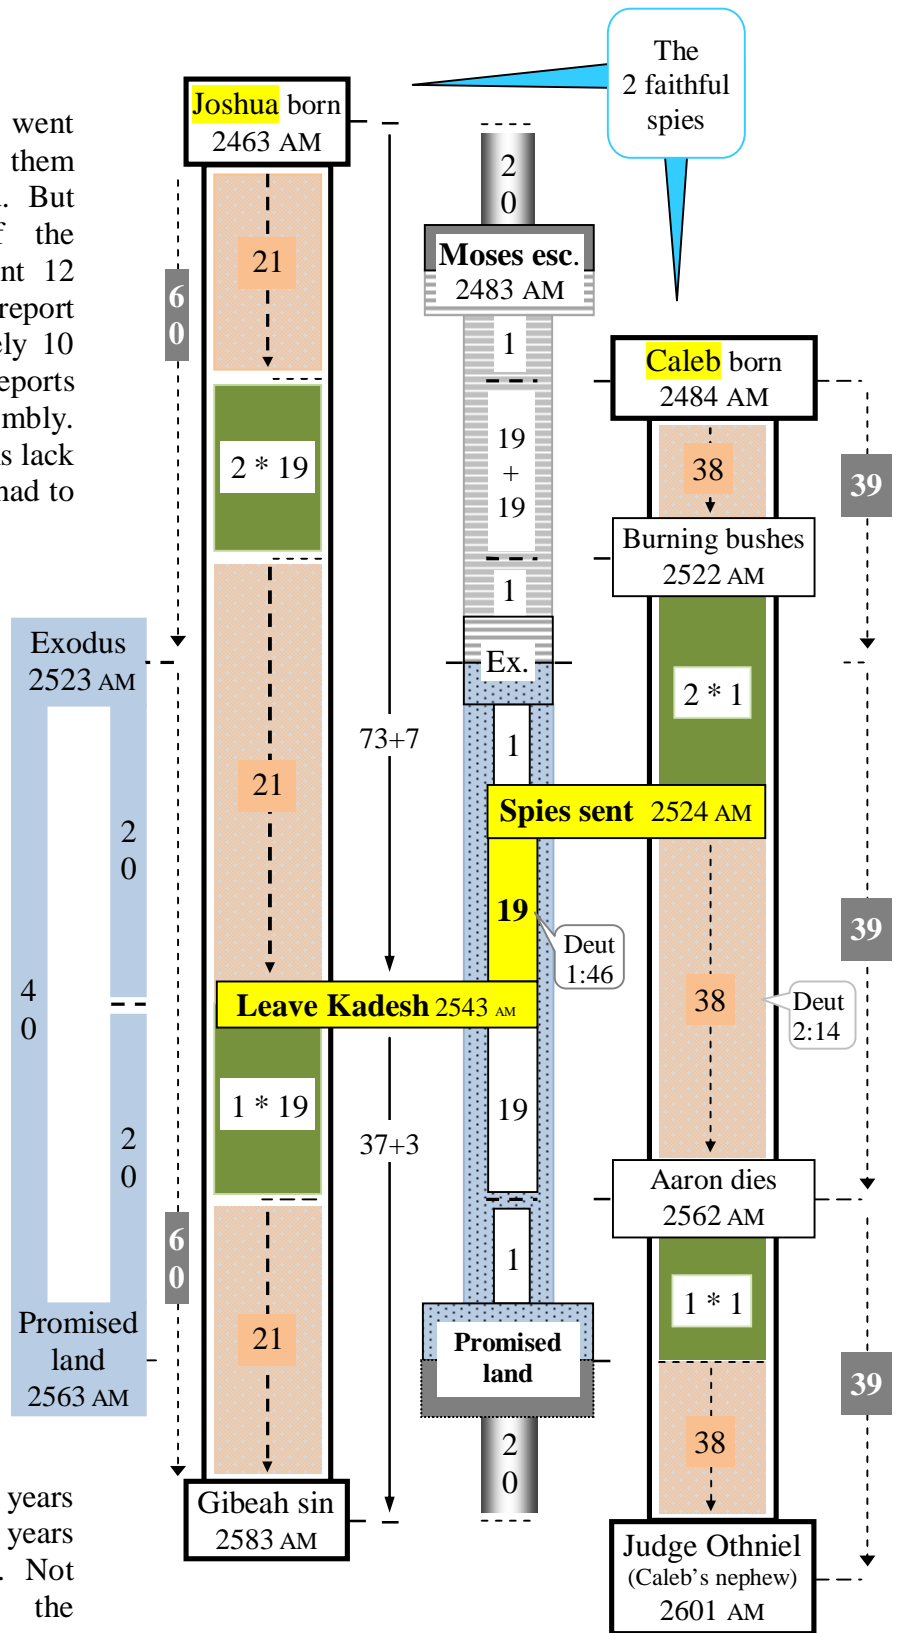 The
2 faithful
spies
Joshua born
2463 AM
went
them
. But
f the
nt 12
report
ely 10
eports
mbly.
s lack
had to
21
6
0
2 * 19
21
73+7
Leave Kadesh 2543 AM
1 * 19
37+3
6
0
21
Gibeah sin
2583 AM
Exodus
2523 AM
2
0
4
0
2
0
Promised
land
2563 AM
years
years
. Not
the
2
0
Moses esc.
2483 AM
1
19
+
19
1
Ex.
1
Spies sent 2524 AM
19
Deut
1:46
19
1
Promised
land
2
0
Caleb born
2484 AM
38
39
Burning bushes
2522 AM
2 * 1
39
38
Deut
2:14
Aaron dies
2562 AM
1 * 1
39
38
Judge Othniel
(Caleb's nephew)
2601 AM